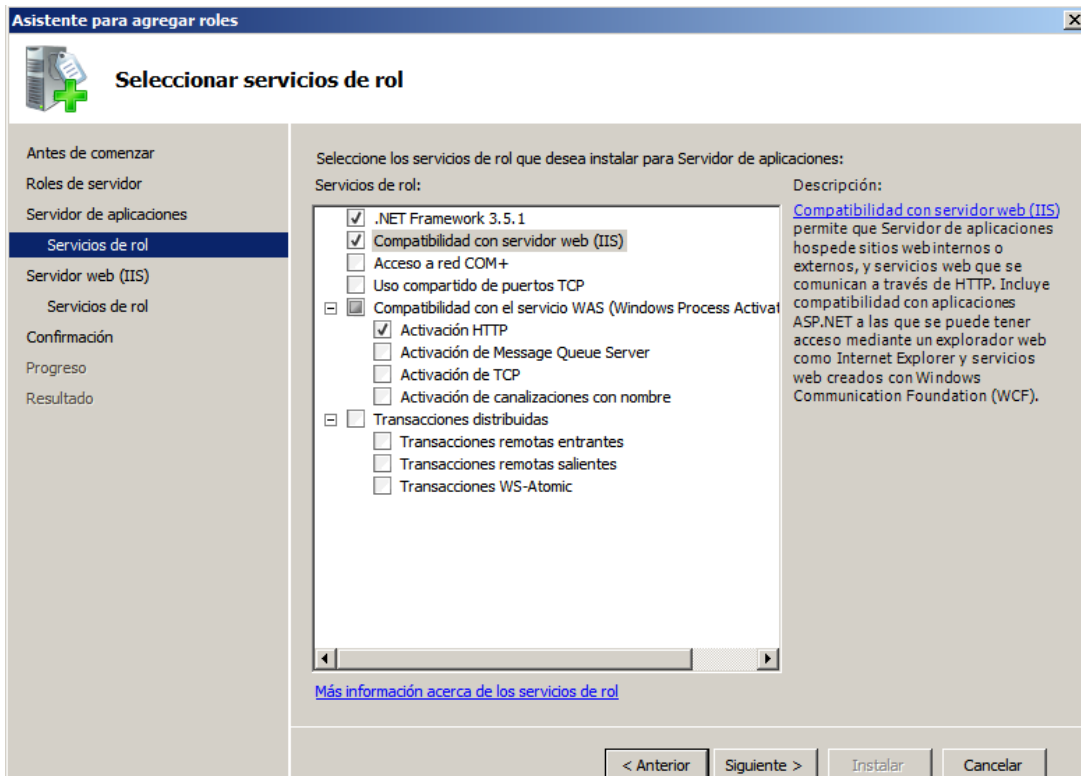 Asistente para agregar roles
Seleccionar servicios de rol
Antes de comenzar
Roles de servidor
Servidor de aplicaciones
Servicios de rol
Servidor web (IIS)
Servicios de rol
Confirmación
Progreso
Resultado
Seleccione los servicios de rol que desea instalar para Servidor de aplicaciones:
Servicios de rol:
.NET Framework 3.5.1
Compatibilidad con servidor web (IIS)
Acceso a red COM+
Uso compartido de puertos TCP
Compatibilidad con el servicio WAS (Windows Process Activat
Activación HTTP
Activación de Message Queue Server
Activación de TCP
Activación de canalizaciones con nombre
Transacciones distribuidas
Transacciones remotas entrantes
Transacciones remotas salientes
Transacciones WS-Atomic
Más información acerca de los servicios de rol
Descripción:
Compatibilidad con servidor web (IIS)
permite que Servidor de aplicaciones
hospede sitios web internos o
externos, y servicios web que se
comunican a través de HTTP. Incluye
compatibilidad con aplicaciones
ASP.NET a las que se puede tener
acceso mediante un explorador web
como Internet Explorer y servicios
web creados con Windows
Communication Foundation (WCF).
< Anterior
Siguiente >
Instalar
Cancelar